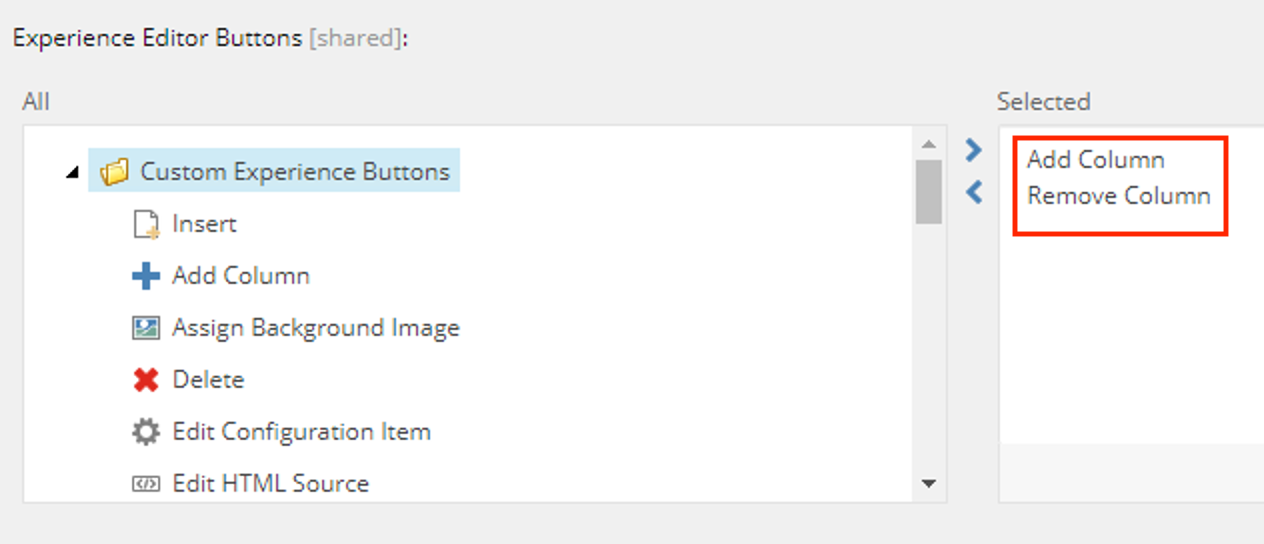 Experience Editor Buttons [shared]:
All
Selected
Custom Experience Buttons
Insert
Add Column
Assign Background Image
Delete
Edit Configuration Item
Edit HTML Source
Add Column
Remove Column